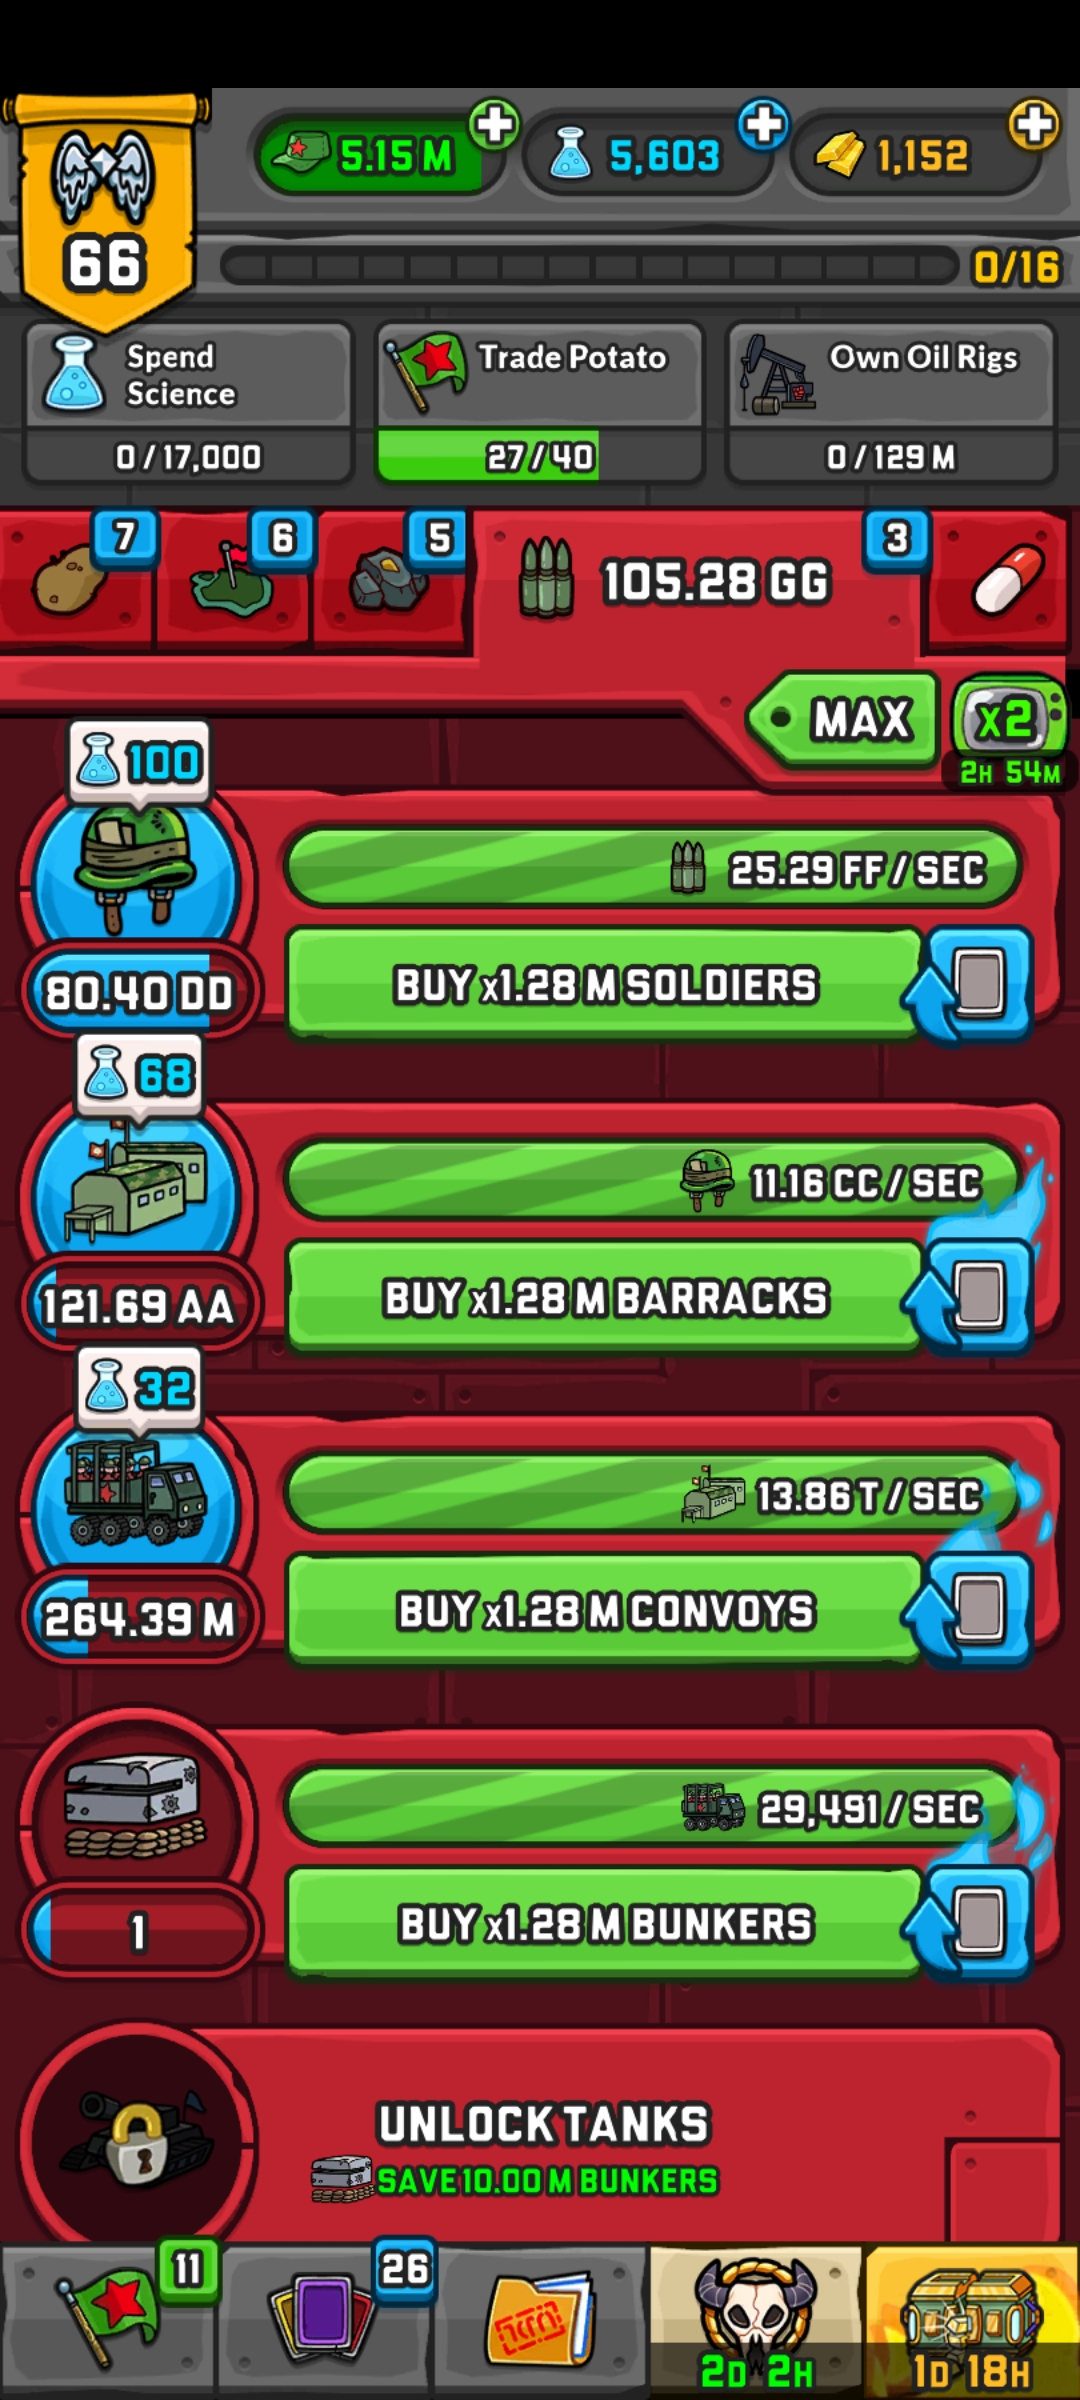 5.15 M
5,603
1,152
66
0/16
Spend
Science
0 / 17,000
Trade Potato
27 / 40
Own Oil Rigs
0 / 129 M
7
6
5
105.28 GG
3
MAX
x2
2H 54M
100
25.29 FF / SEC
80.40 DD
BUY x1.28 M SOLDIERS
68
11.16 CC / SEC
121.69 AA
BUY x1.28 M BARRACKS
32
13.86 T / SEC
264.39 M
BUY x1.28 M CONVOYS
29,491 / SEC
1
BUY x1.28 M BUNKERS
UNLOCK TANKS
SAVE 10.00 M BUNKERS
11
26
2D 2H
1D 18H